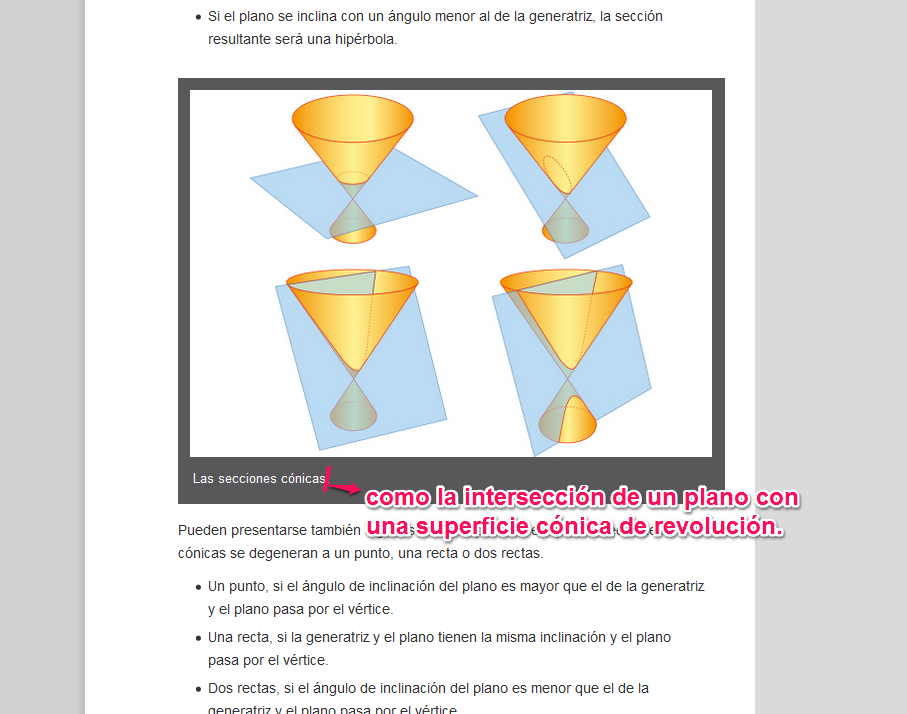 • Si el plano se inclina con un ángulo menor al de la generatriz, la sección
resultante será una hipérbola.
Las secciones cónicas
como la intersección de un plano con
una superficie cónica de revolución.
Pueden presentarse también
cónicas se degeneran a un punto, una recta o dos rectas.
• Un punto, si el ángulo de inclinación del plano es mayor que el de la generatriz
y el plano pasa por el vértice.
• Una recta, si la generatriz y el plano tienen la misma inclinación y el plano
pasa por el vértice.
• Dos rectas, si el ángulo de inclinación del plano es menor que el de la
generatriz y el plano pasa por el vértice